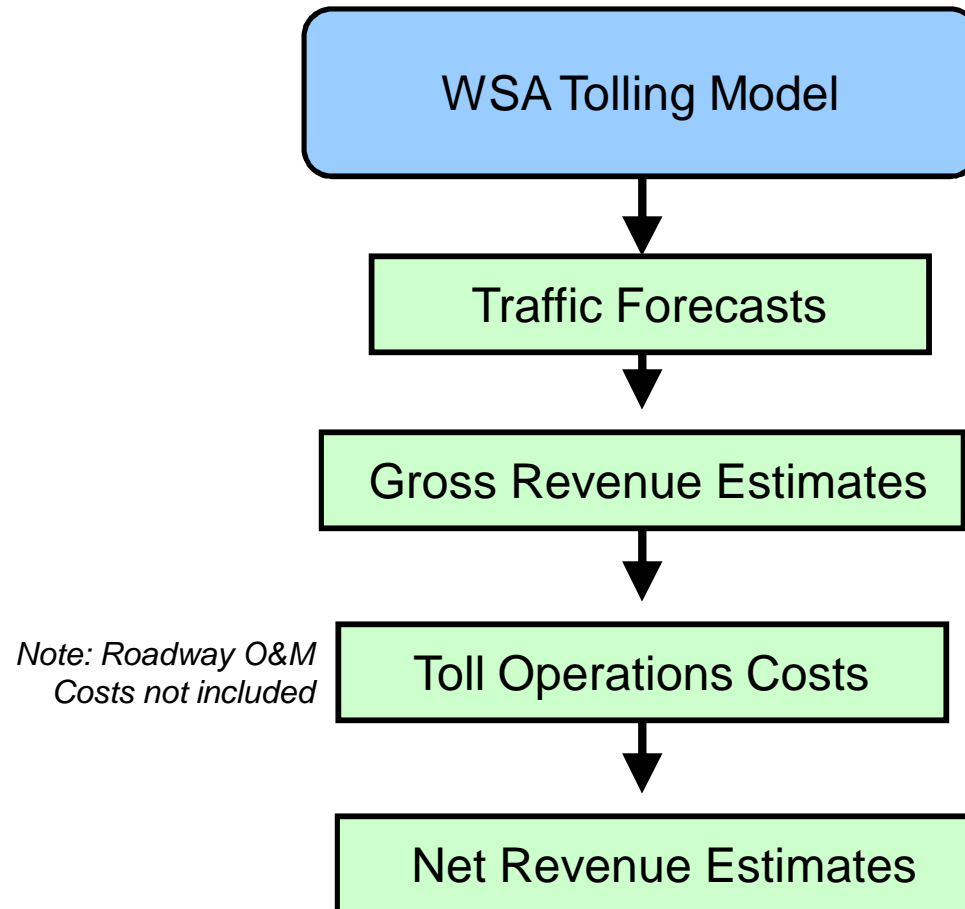 WSA Tolling Model
Traffic Forecasts
Gross Revenue Estimates
Note: Roadway O&M
Costs not included
Toll Operations Costs
Net Revenue Estimates